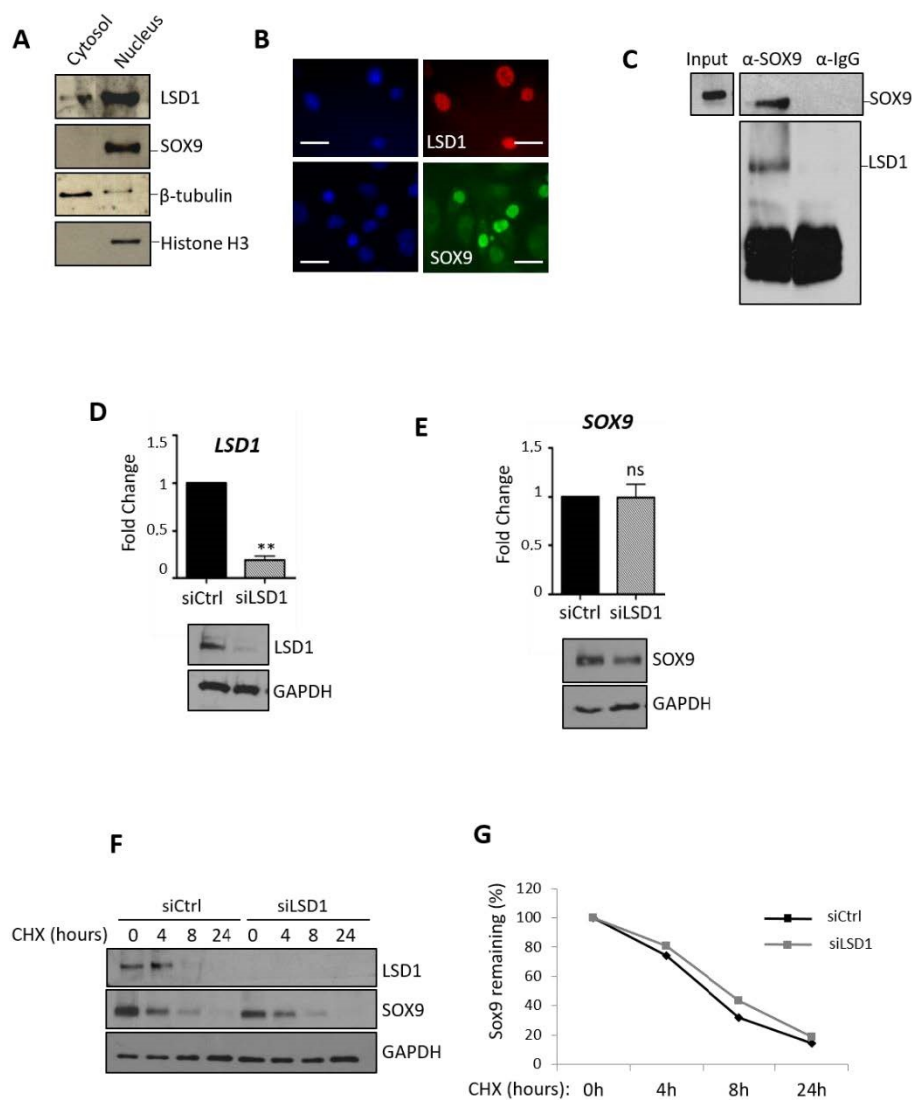 A
Cytosol
Nucleus
LSD1
SOX9
β-tubulin
Histone H3
B
LSD1
SOX9
C
Input α-SOX9 α-IgG
SOX9
LSD1
D
LSD1
Fold Change
1.5
1
0,5
0
**
siCtrl siLSD1
LSD1
GAPDH
E
SOX9
Fold Change
1.5
1
0,5
0
ns
siCtrl siLSD1
SOX9
GAPDH
F
siCtrl siLSD1
CHX (hours) 0 4 8 24 0 4 8 24
LSD1
SOX9
GAPDH
G
Sox9 remaining (%)
120
100
80
60
40
20
0
siCtrl
siLSD1
CHX (hours): 0h 4h 8h 24h